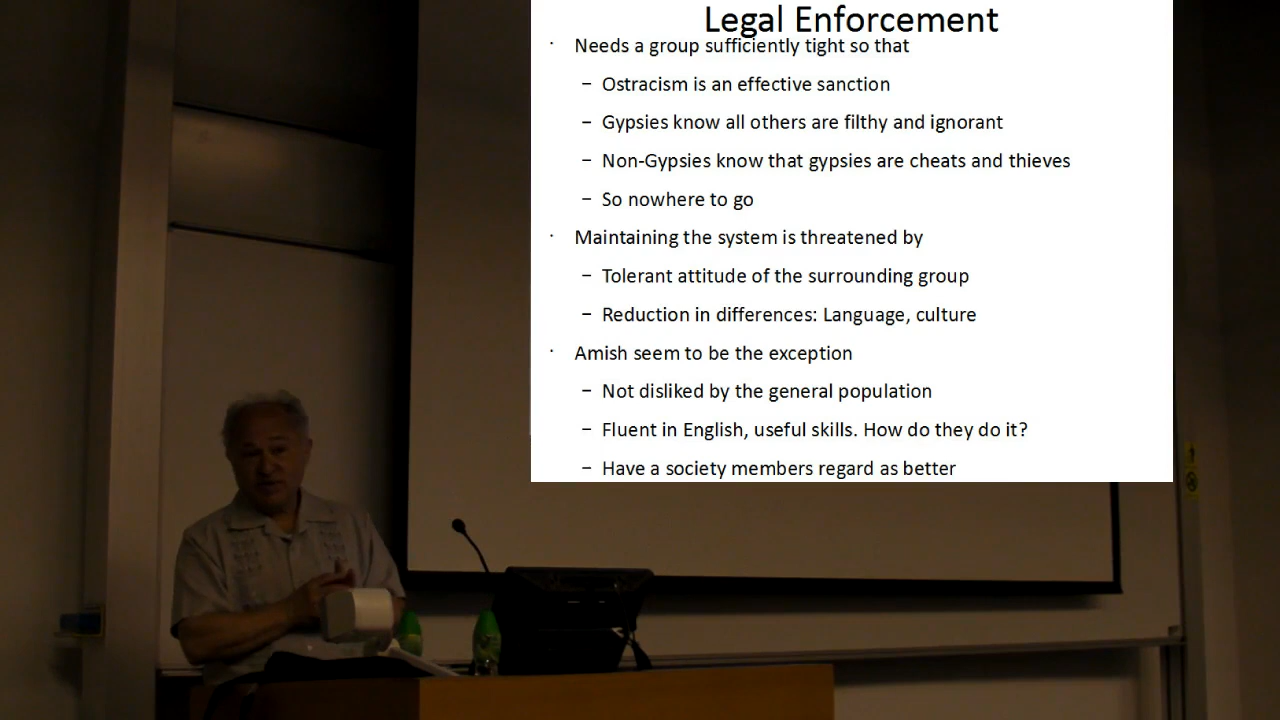 Legal Enforcement
· Needs a group sufficiently tight so that
– Ostracism is an effective sanction
– Gypsies know all others are filthy and ignorant
– Non-Gypsies know that gypsies are cheats and thieves
– So nowhere to go
· Maintaining the system is threatened by
– Tolerant attitude of the surrounding group
– Reduction in differences: Language, culture
· Amish seem to be the exception
– Not disliked by the general population
– Fluent in English, useful skills. How do they do it?
– Have a society members regard as better